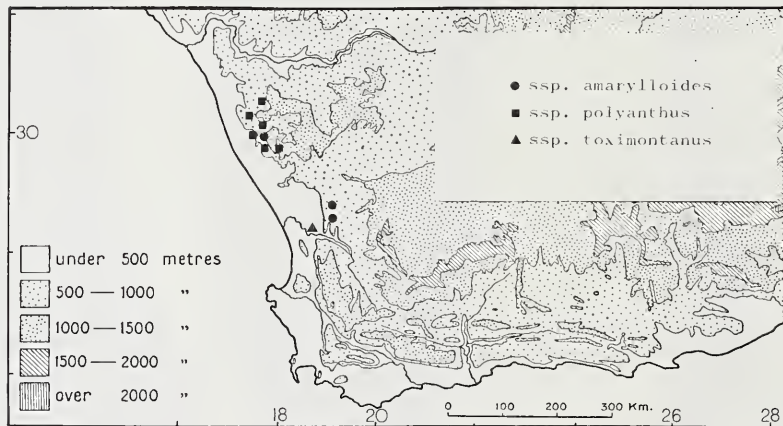 ● ssp. amarylloides
■ ssp. polyanthus
▲ ssp. toximontanus
30
under 500 metres
500 — 1000 "
1000 — 1500 "
1500 — 2000 "
over 2000 "
0 100 200 300 Km.
18 20 26 28